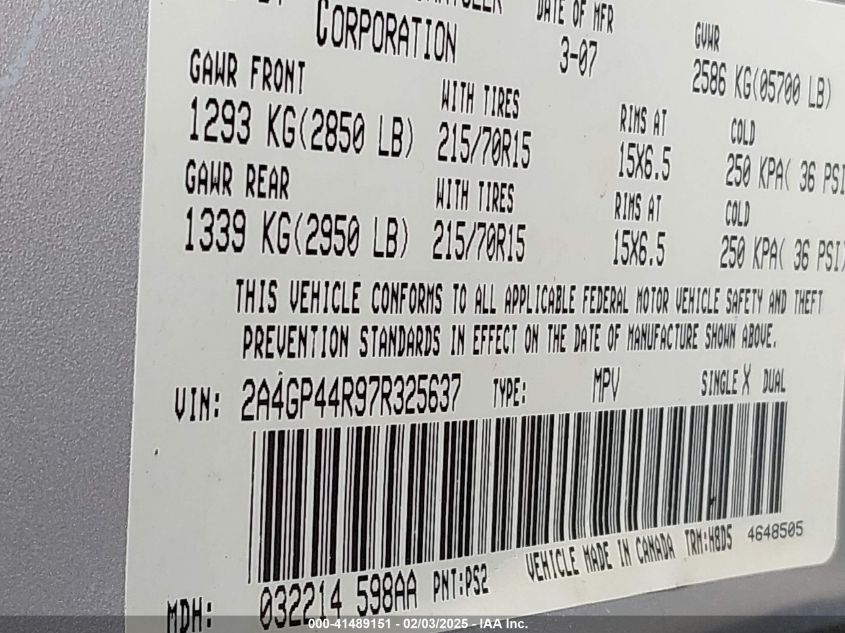 CORPORATION
DATE OF MFR
3-07
GVWR
2586 KG(05700 LB)
GAWR FRONT
1293 KG(2850 LB)
WITH TIRES
215/70R15
RIMS AT
15X6.5
COLD
250 KPA( 36 PSI
GAWR REAR
1339 KG(2950 LB)
WITH TIRES
215/70R15
RIMS AT
15X6.5
COLD
250 KPA( 36 PSI)
THIS VEHICLE CONFORMS TO ALL APPLICABLE FEDERAL MOTOR VEHICLE SAFETY AND THEFT
PREVENTION STANDARDS IN EFFECT ON THE DATE OF MANUFACTURE SHOWN ABOVE.
VIN: 2A4GP44R97R325637 TYPE: MPV SINGLE X DUAL
MDH: 032214 598AA PNT:PS2 VEHICLE MADE IN CANADA TRM:H8D5 4648505
000-41489151 - 02/03/2025 - IAA Inc.